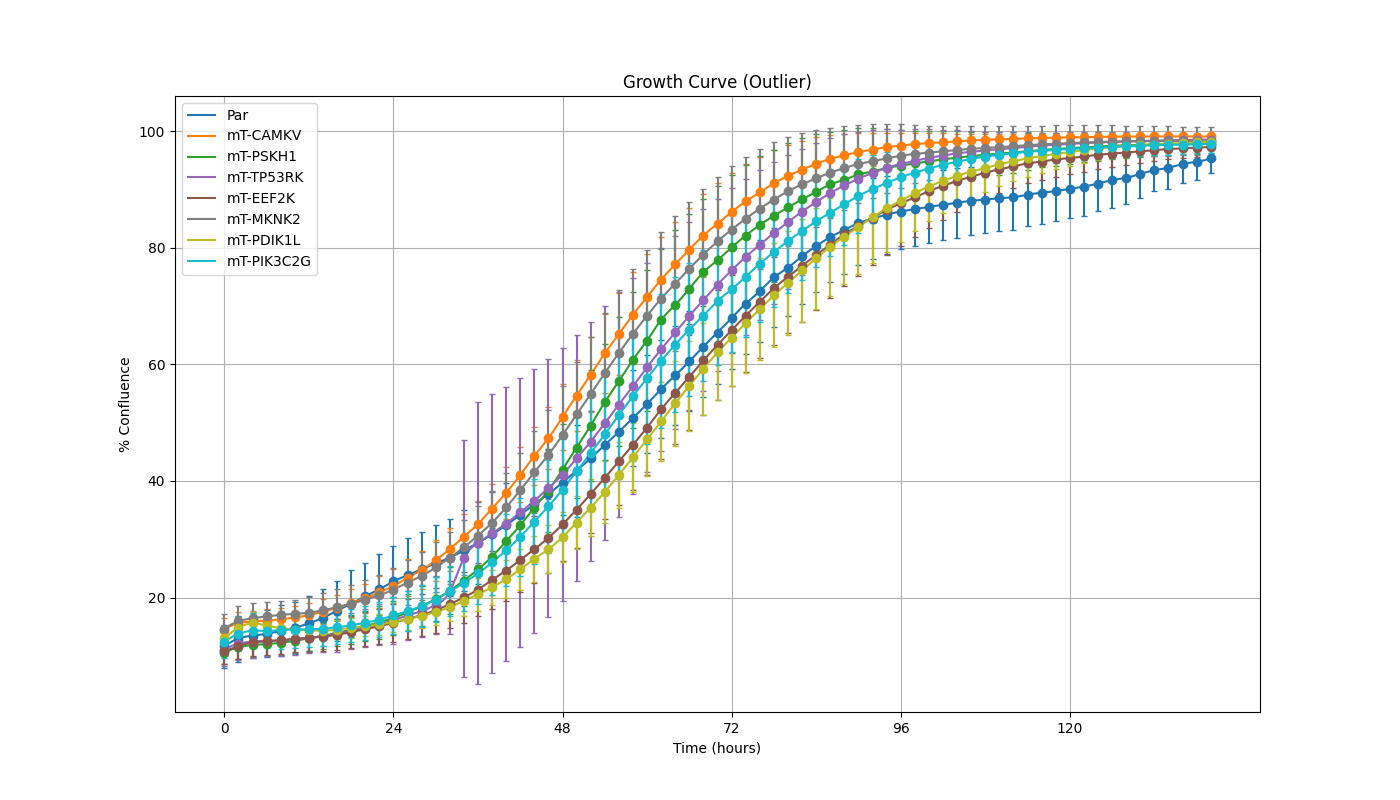 Growth Curve (Outlier)
Par
mT-CAMKV
mT-PSKH1
mT-TP53RK
mT-EEF2K
mT-MKNK2
mT-PDIK1L
mT-PIK3C2G
100
80
60
40
20
% Confluence
0 24 48 72 96 120
Time (hours)